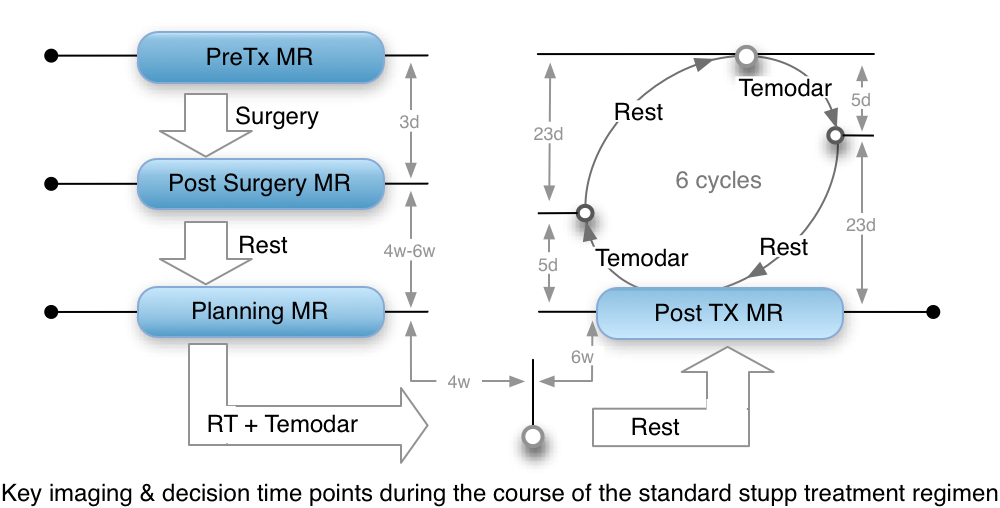 PreTx MR
Surgery
3d
Post Surgery MR
Rest
4w-6w
Planning MR
RT + Temodar
4w
6w
Rest
Post TX MR
Temodar
5d
23d
Rest
6 cycles
Temodar
5d
Rest
23d
Key imaging & decision time points during the course of the standard stupp treatment regimen